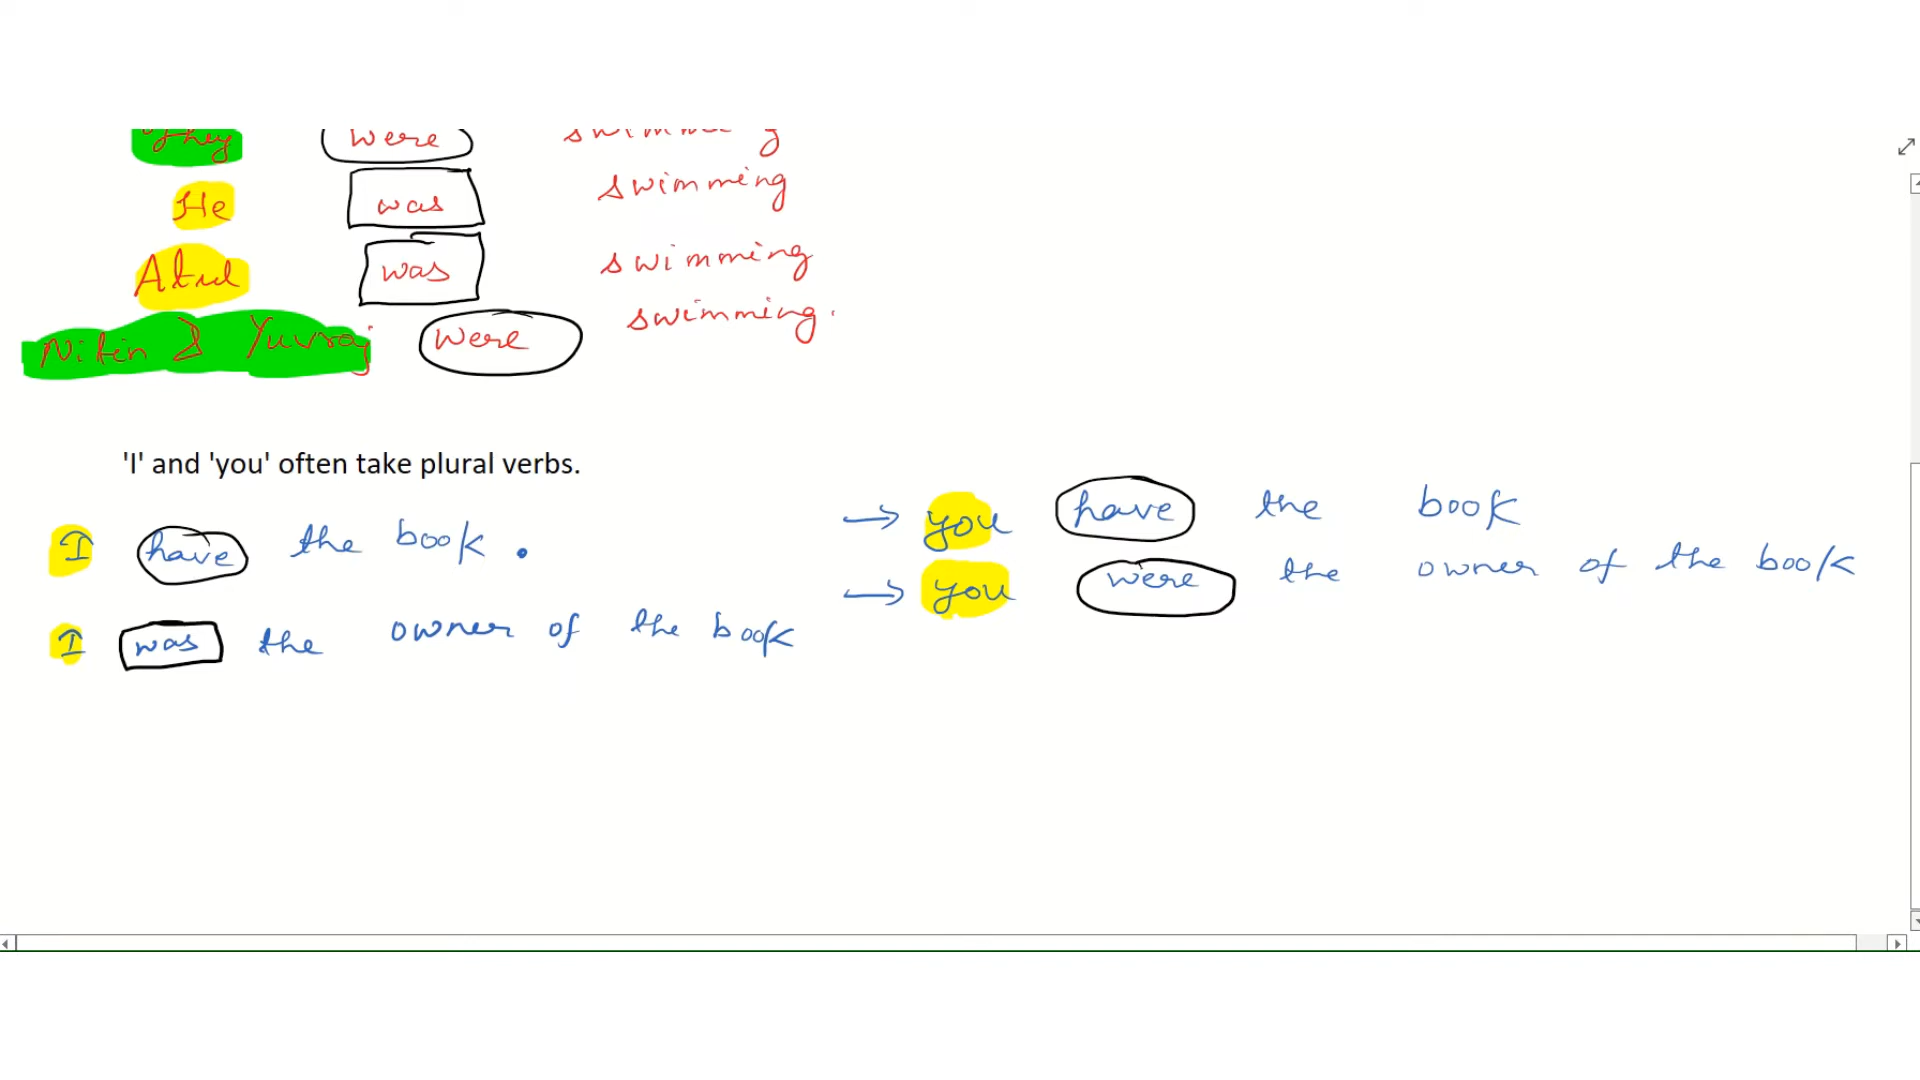 They were swimming
He was swimming
Atul was swimming
Nitin & Yuvraj were swimming.
'I' and 'you' often take plural verbs.
I have the book.
I was the owner of the book
→ you have the book
→ you were the owner of the book